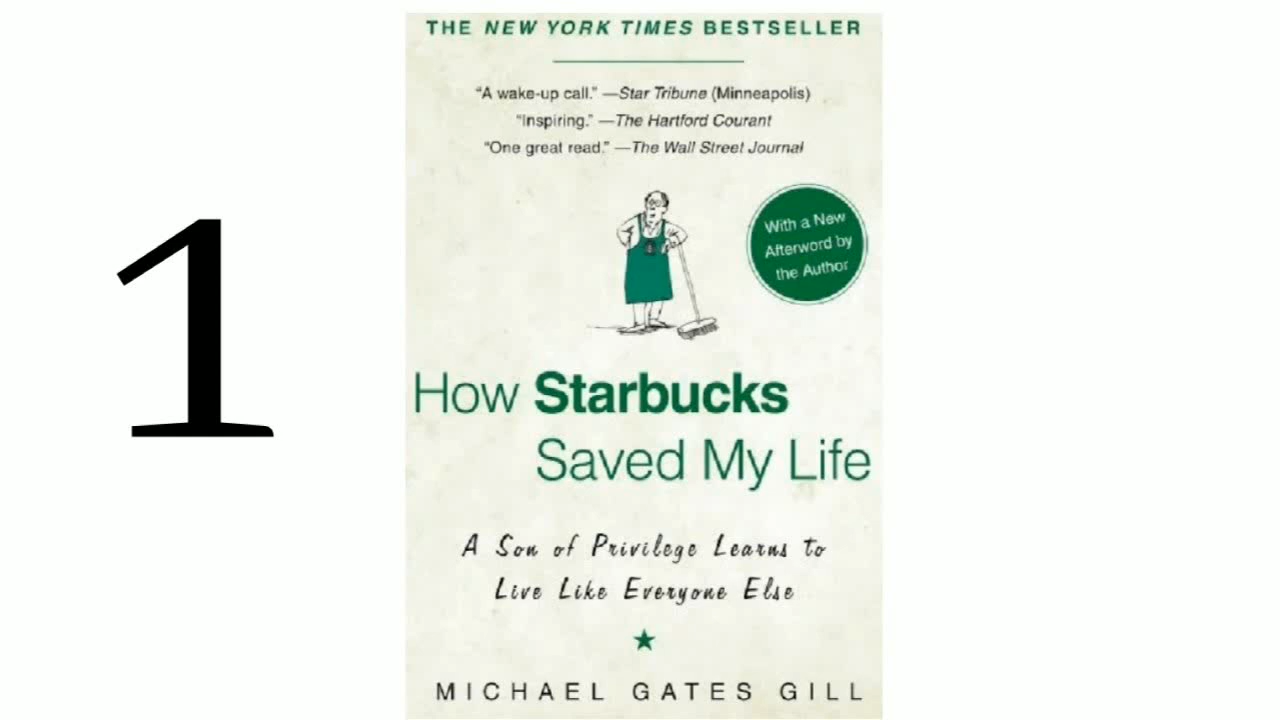 1
THE NEW YORK TIMES BESTSELLER
“A wake-up call.” —Star Tribune (Minneapolis)
“Inspiring.” —The Hartford Courant
“One great read.” —The Wall Street Journal
With a New
Afterword by
the Author
How Starbucks
Saved My Life
A Son of Privilege Learns to
Live Like Everyone Else
MICHAEL GATES GILL